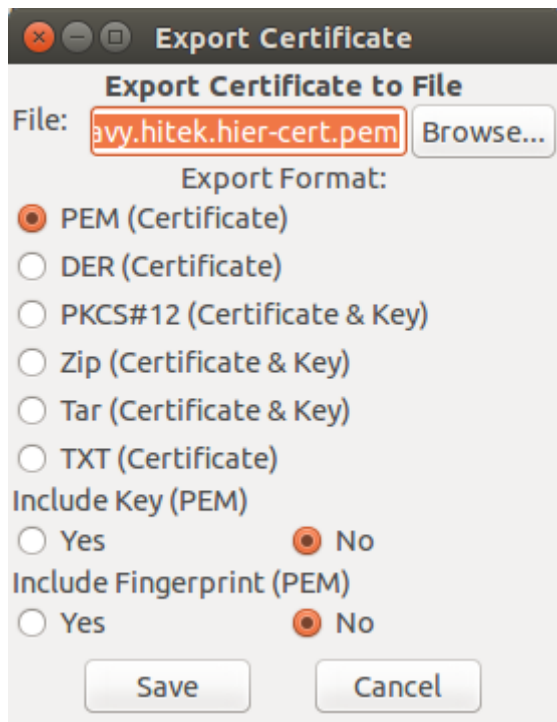 Export Certificate
Export Certificate to File
File: avy.hitek.hier-cert.pem Browse...
Export Format:
PEM (Certificate)
DER (Certificate)
PKCS#12 (Certificate & Key)
Zip (Certificate & Key)
Tar (Certificate & Key)
TXT (Certificate)
Include Key (PEM)
Yes No
Include Fingerprint (PEM)
Yes No
Save Cancel